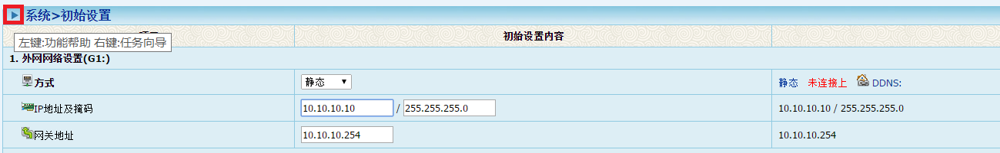 系统>初始设置
左键:功能帮助 右键:任务向导
初始设置内容
1. 外网网络设置(G1:)
方式 静态 静态 未连接上 DDNS:
IP地址及掩码 10.10.10.10 / 255.255.255.0 10.10.10.10 / 255.255.255.0
网关地址 10.10.10.254 10.10.10.254